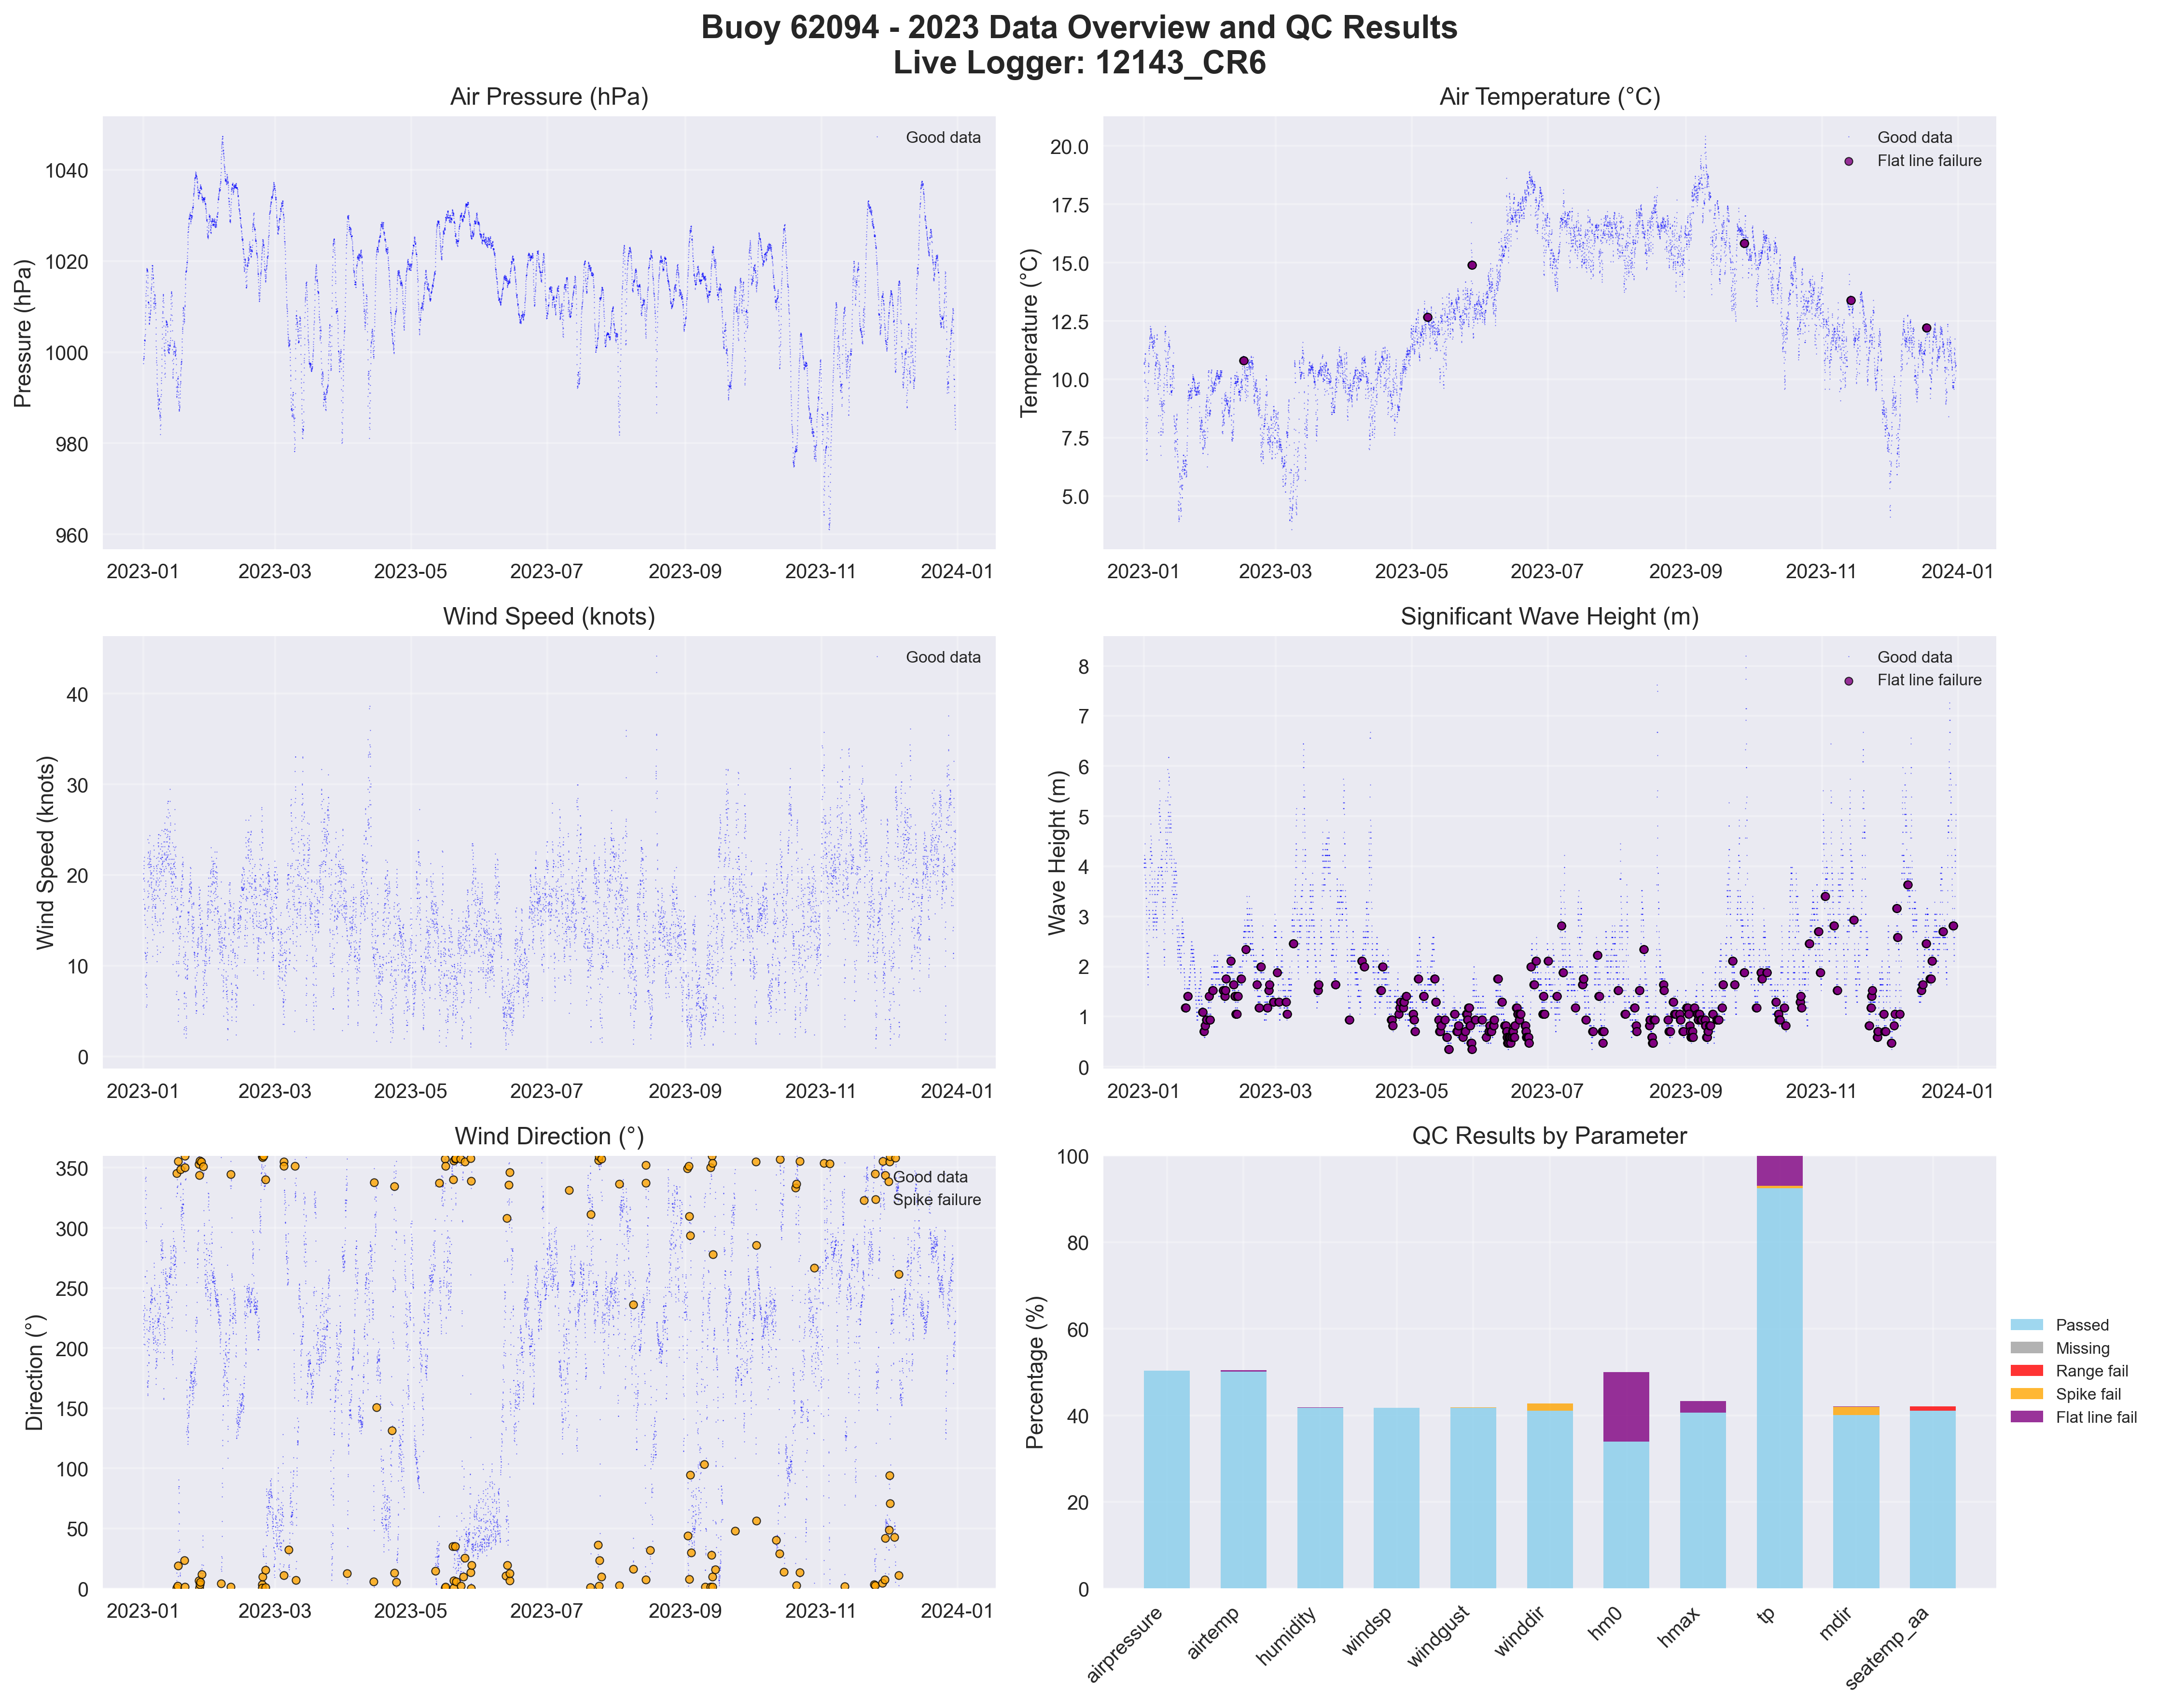 Buoy 62094 - 2023 Data Overview and QC Results
Live Logger: 12143_CR6
Air Pressure (hPa)
Pressure (hPa)
1040
1020
1000
980
960
2023-01 2023-03 2023-05 2023-07 2023-09 2023-11 2024-01
Good data
Air Temperature (°C)
Temperature (°C)
20.0
17.5
15.0
12.5
10.0
7.5
5.0
2023-01 2023-03 2023-05 2023-07 2023-09 2023-11 2024-01
Good data
Flat line failure
Wind Speed (knots)
Wind Speed (knots)
40
30
20
10
0
2023-01 2023-03 2023-05 2023-07 2023-09 2023-11 2024-01
Good data
Significant Wave Height (m)
Wave Height (m)
8
7
6
5
4
3
2
1
0
2023-01 2023-03 2023-05 2023-07 2023-09 2023-11 2024-01
Good data
Flat line failure
Wind Direction (°)
Direction (°)
350
300
250
200
150
100
50
0
2023-01 2023-03 2023-05 2023-07 2023-09 2023-11 2024-01
Good data
Spike failure
QC Results by Parameter
Percentage (%)
100
80
60
40
20
0
airpressure airtemp humidity windsp windgust winddir hm0 hmax tp mdir seatemp_aa
Passed
Missing
Range fail
Spike fail
Flat line fail